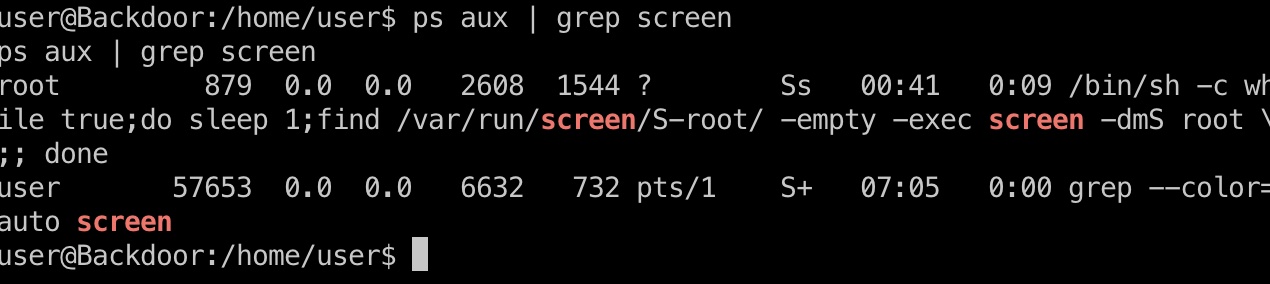 user@Backdoor:/home/user$ ps aux | grep screen
ps aux | grep screen
root         879  0.0  0.0   2608  1544 ?        Ss   00:41   0:09 /bin/sh -c wh
ile true;do sleep 1;find /var/run/screen/S-root/ -empty -exec screen -dmS root \
;; done
user       57653  0.0  0.0   6632   732 pts/1    S+   07:05   0:00 grep --color=
auto screen
user@Backdoor:/home/user$